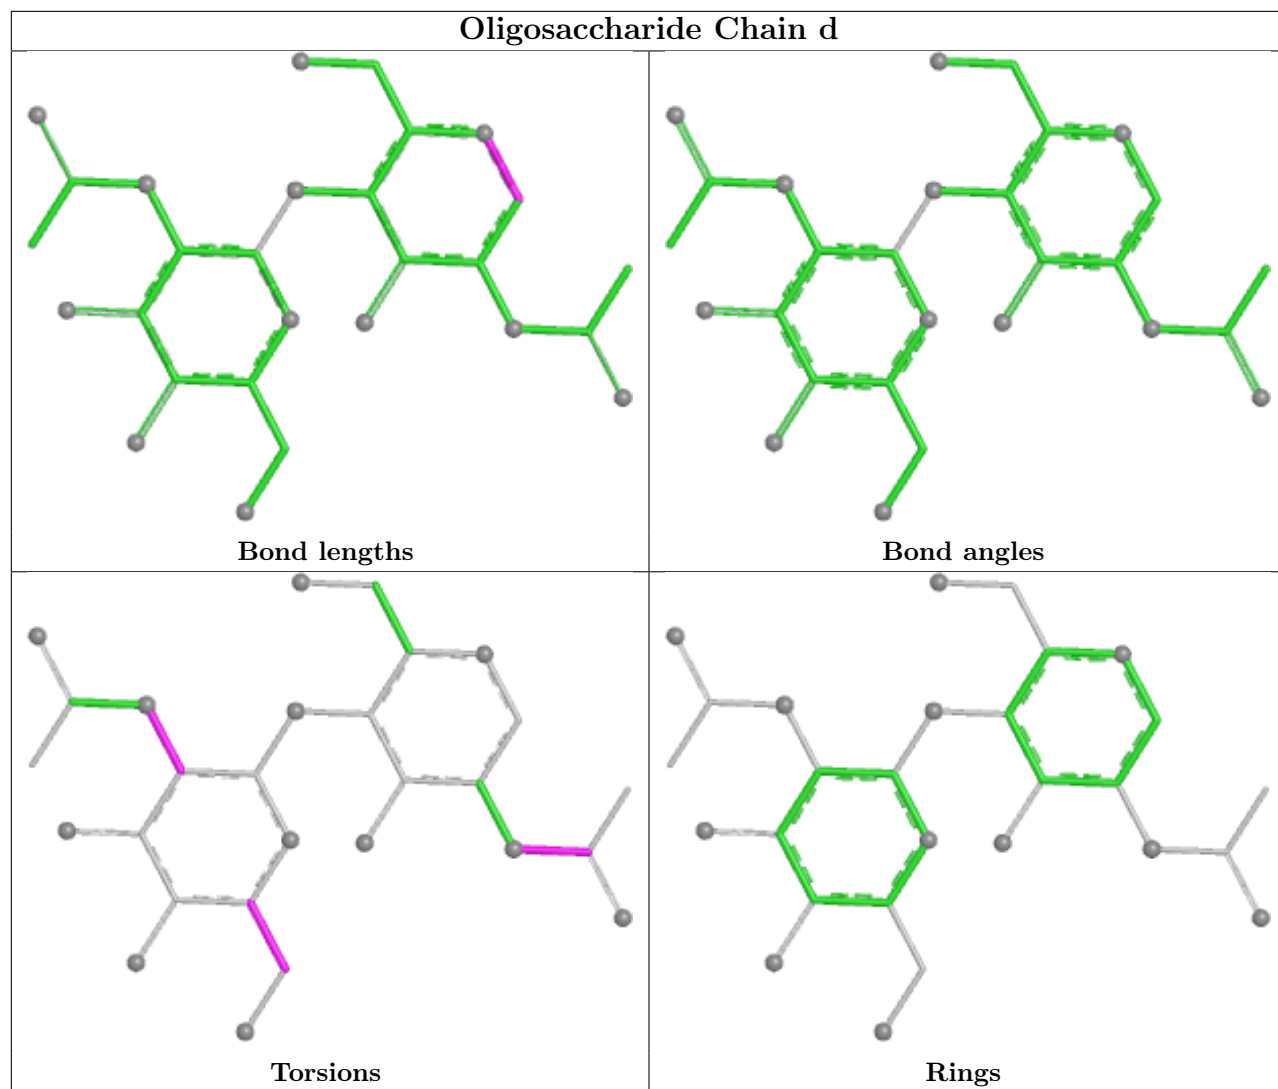 Oligosaccharide Chain d
Bond lengths
Bond angles
Torsions
Rings